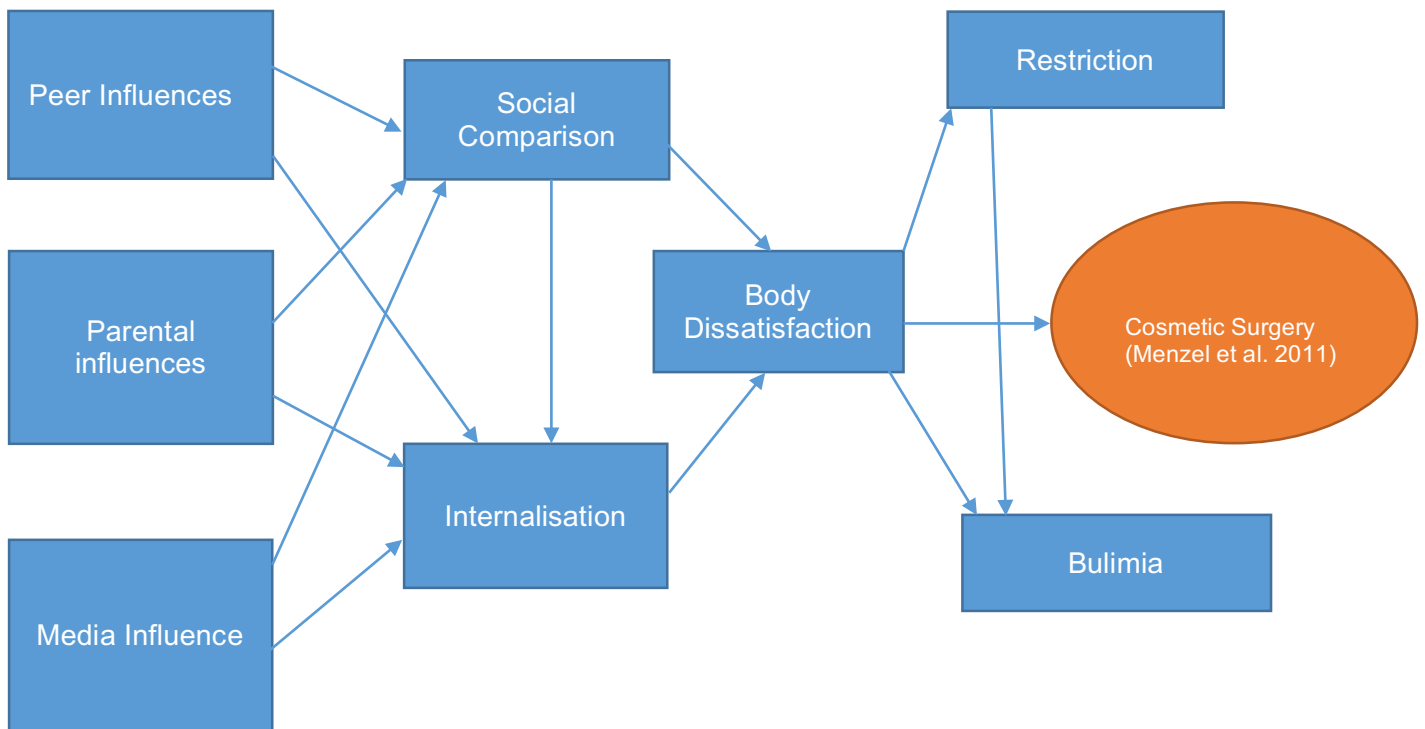 Peer Influences
Social
Comparison
Restriction
Parental
influences
Body
Dissatisfaction
Cosmetic Surgery
(Menzel et al. 2011)
Internalisation
Media Influence
Bulimia